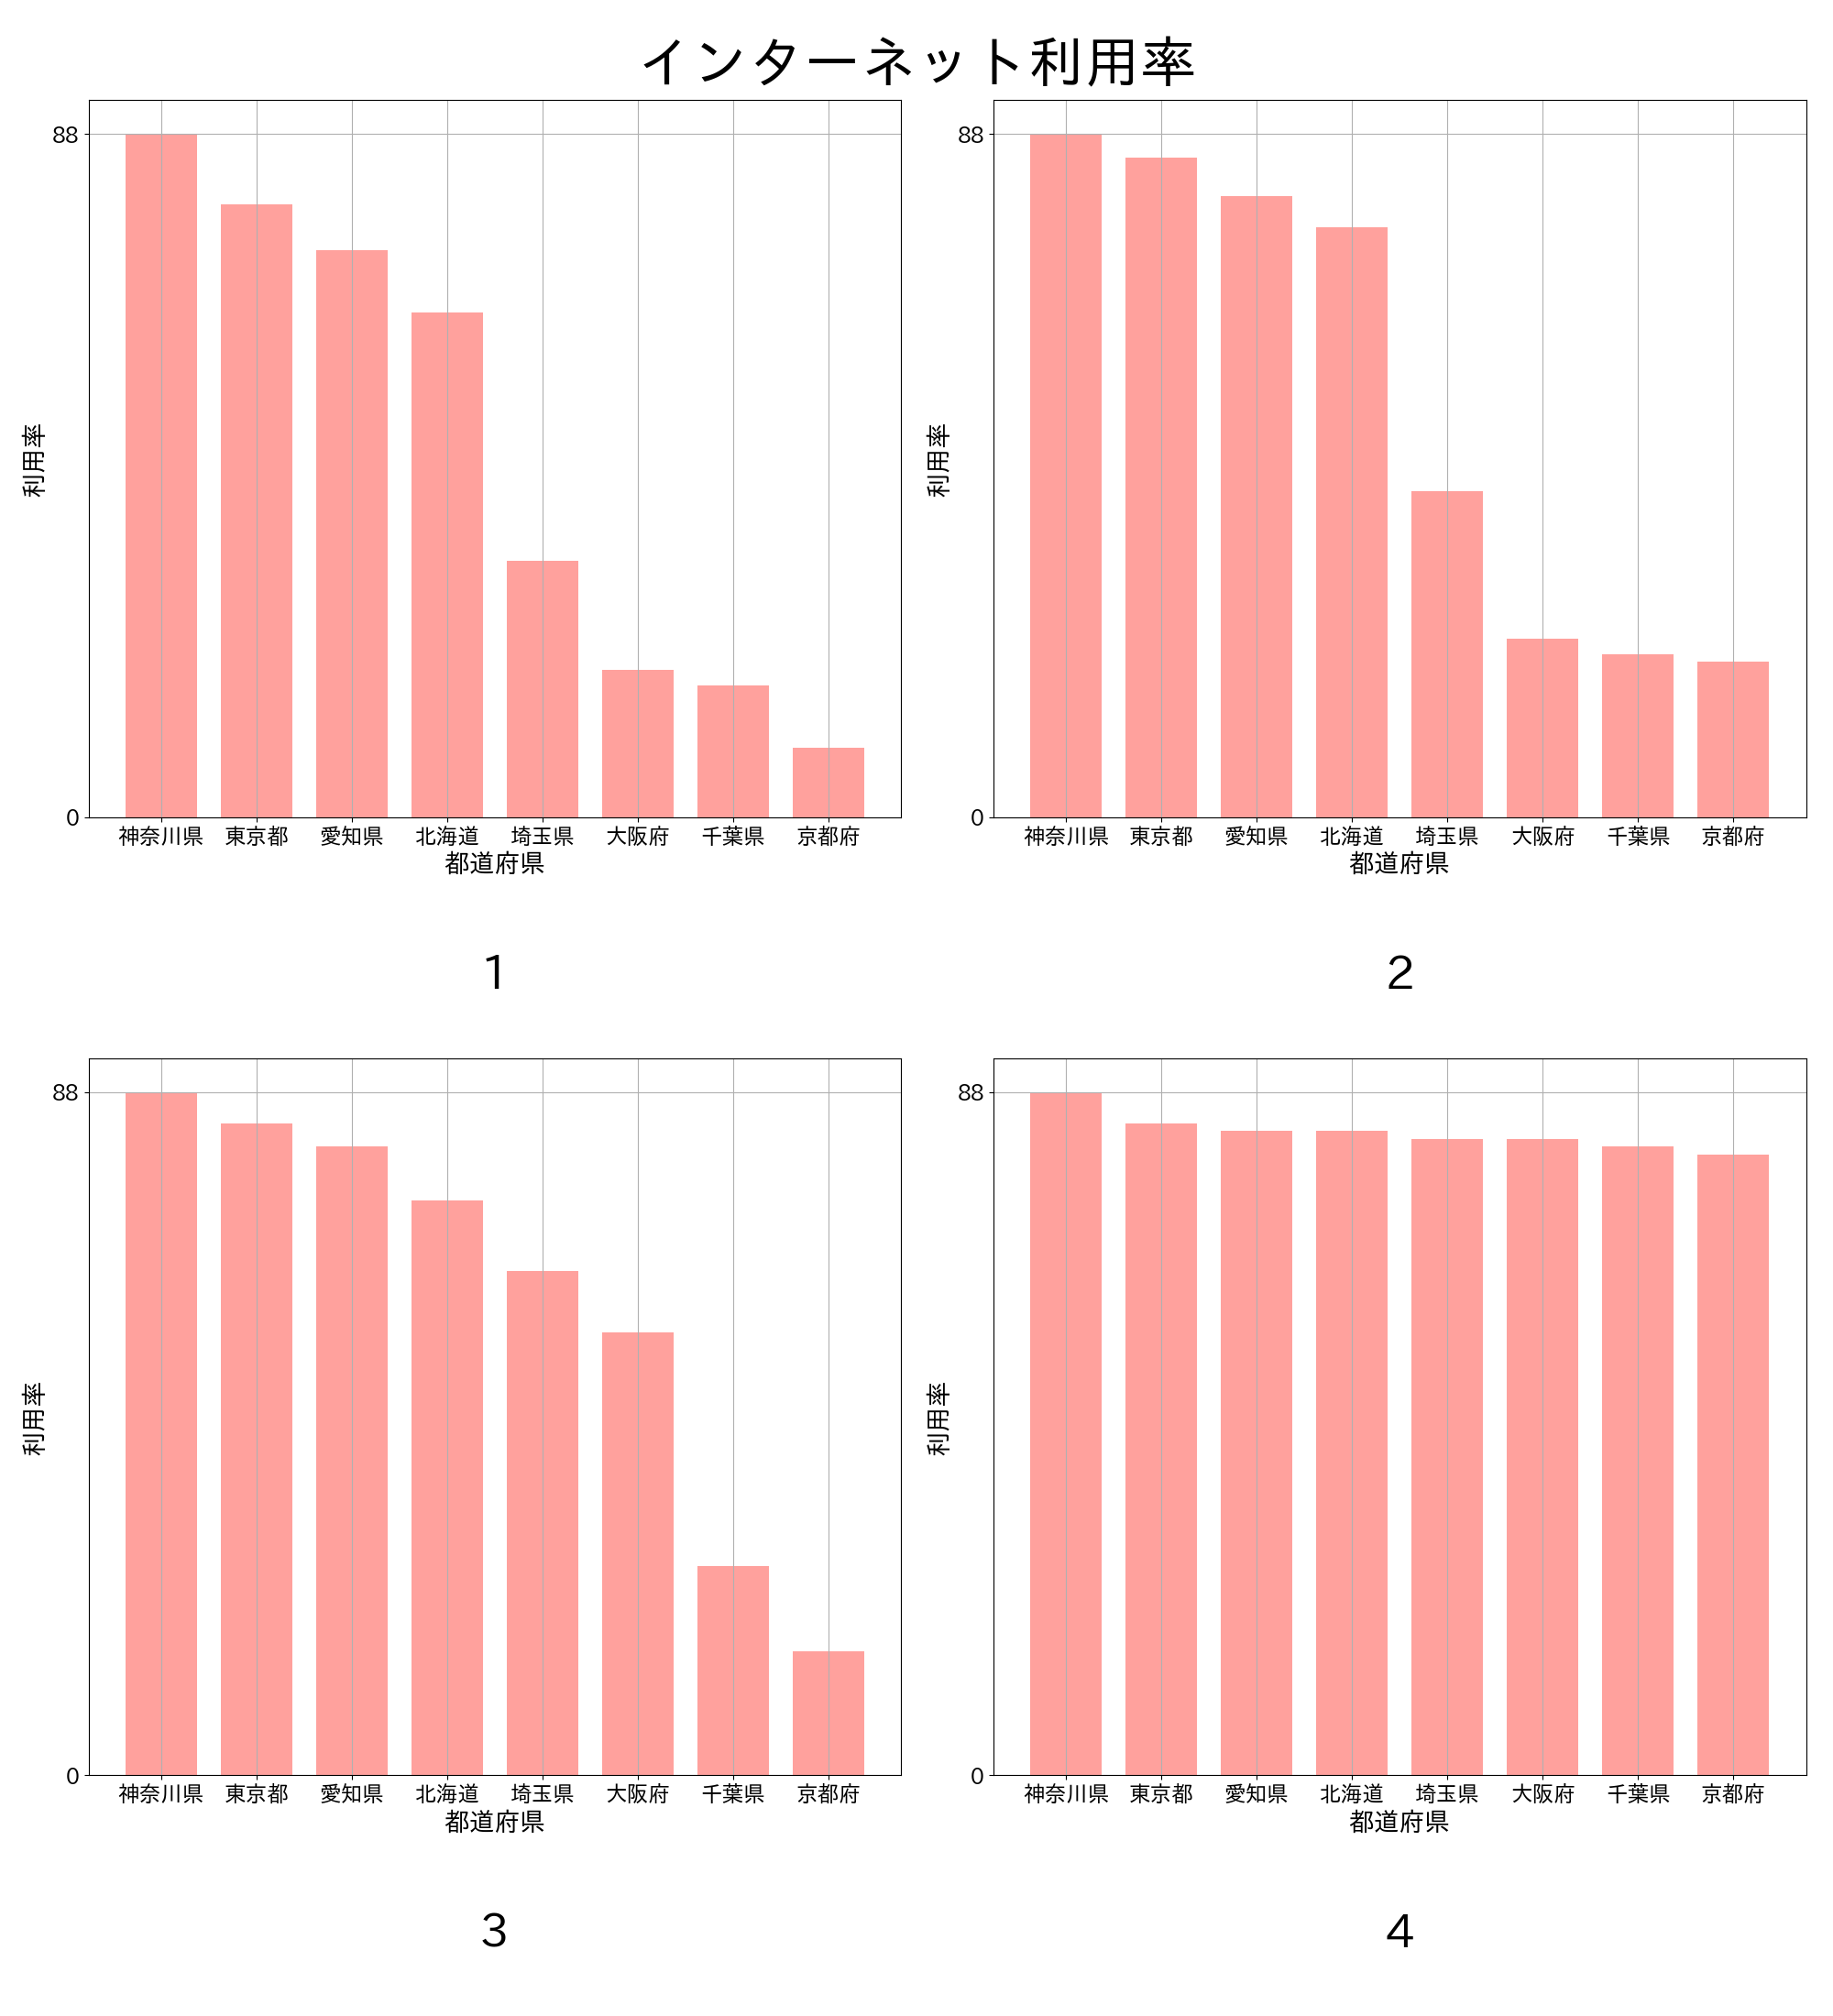 インターネット利用率
88
0
利用率
神奈川県 東京都 愛知県 北海道 埼玉県 大阪府 千葉県 京都府
都道府県
1
88
0
利用率
神奈川県 東京都 愛知県 北海道 埼玉県 大阪府 千葉県 京都府
都道府県
2
88
0
利用率
神奈川県 東京都 愛知県 北海道 埼玉県 大阪府 千葉県 京都府
都道府県
3
88
0
利用率
神奈川県 東京都 愛知県 北海道 埼玉県 大阪府 千葉県 京都府
都道府県
4